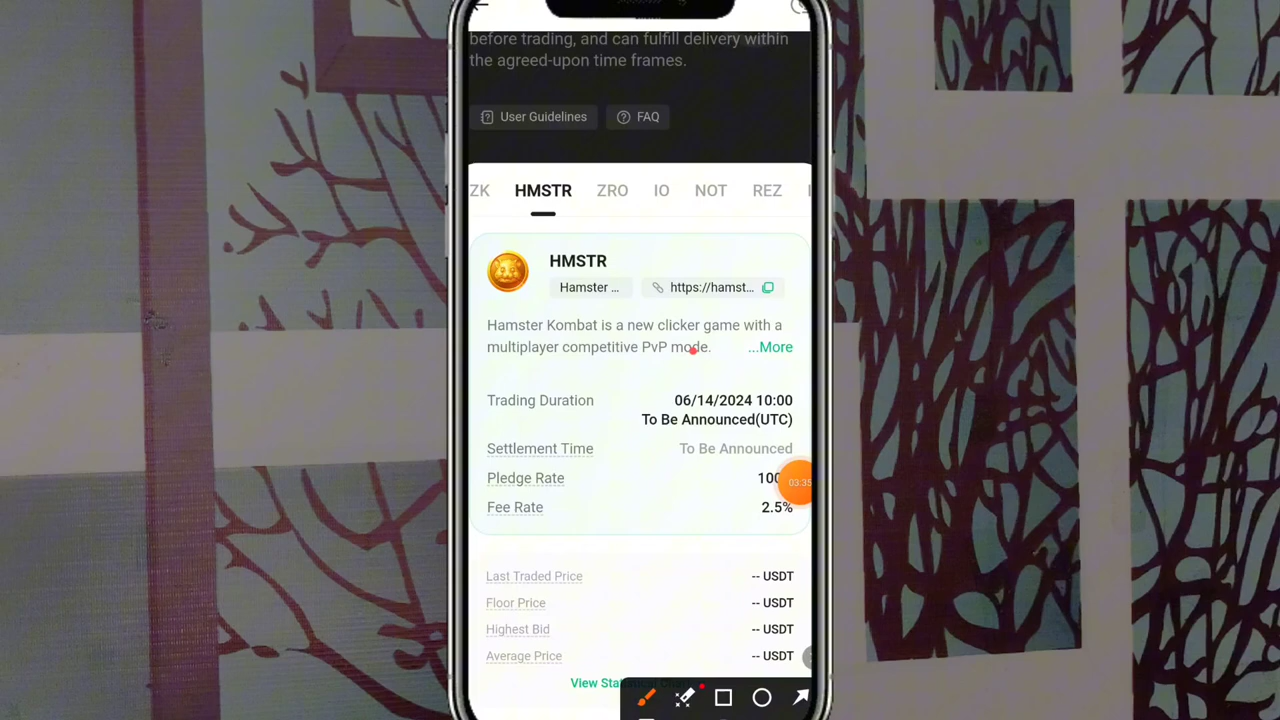 before trading, and can fulfill delivery within
the agreed-upon time frames.
User Guidelines FAQ
ZK HMSTR ZRO IO NOT REZ
HMSTR
Hamster ... https://hamst...
Hamster Kombat is a new clicker game with a
multiplayer competitive PvP mode. ...More
Trading Duration 06/14/2024 10:00
To Be Announced(UTC)
Settlement Time To Be Announced
Pledge Rate 100
03:35
Fee Rate 2.5%
Last Traded Price -- USDT
Floor Price -- USDT
Highest Bid -- USDT
Average Price -- USDT
View